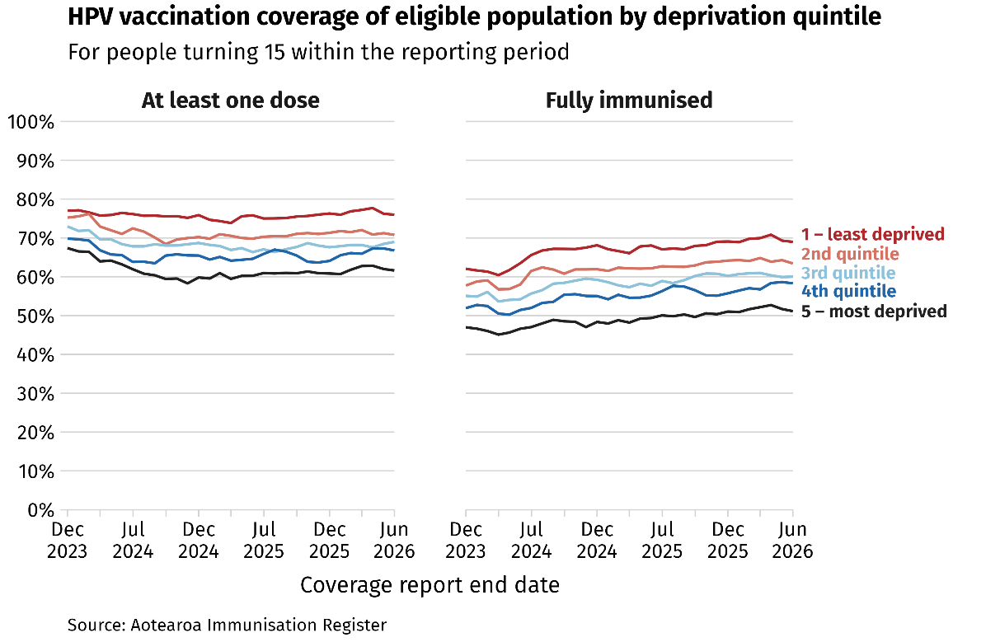 HPV vaccination coverage of eligible population by deprivation quintile
For people turning 15 within the reporting period
At least one dose
Fully immunised
100%
90%
80%
70%
60%
50%
40%
30%
20%
10%
0%
1 – least deprived
2nd quintile
3rd quintile
4th quintile
5 – most deprived
Dec Jul Dec Jul Dec Jun Dec Jul Dec Jul Dec Jun
2023 2024 2024 2025 2025 2026 2023 2024 2024 2025 2025 2026
Coverage report end date
Source: Aotearoa Immunisation Register